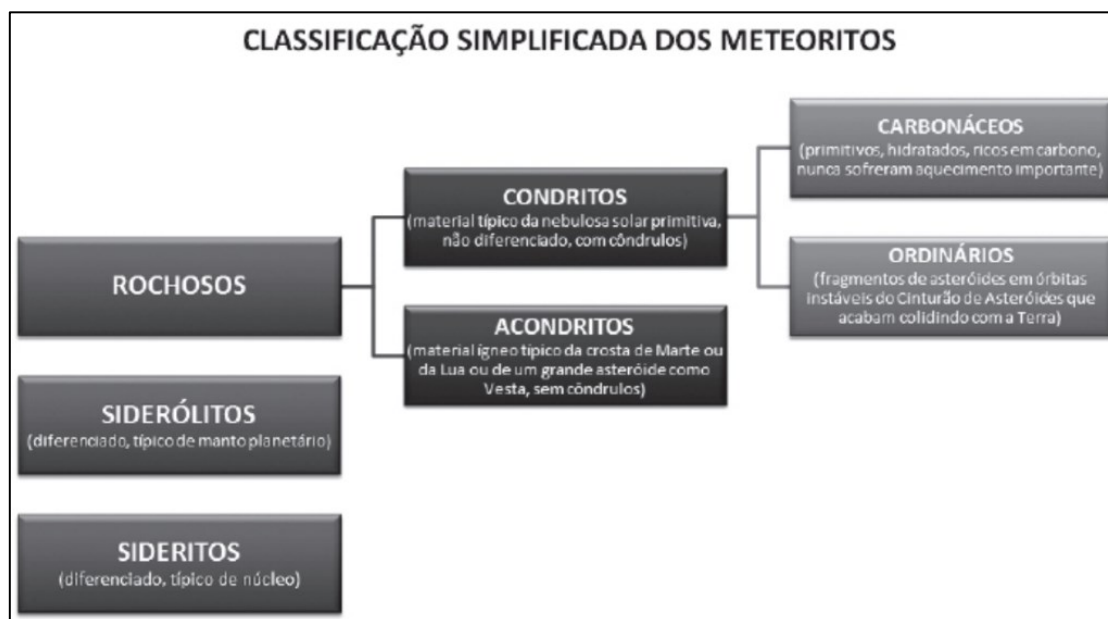 CLASSIFICAÇÃO SIMPLIFICADA DOS METEORITOS
ROCHOSOS
SIDERÓLITOS
(diferenciado, típico de manto planetário)
SIDERITOS
(diferenciado, típico de núcleo)
CONDRITOS
(material típico da nebulosa solar primitiva,
não diferenciado, com côndrulos)
ACONDRITOS
(material ígneo típico da crosta de Marte ou
da Lua ou de um grande asteróide como
Vesta, sem côndrulos)
CARBONÁCEOS
(primitivos, hidratados, ricos em carbono,
nunca sofreram aquecimento importante)
ORDINÁRIOS
(fragmentos de asteróides em órbitas
instáveis do Cinturão de Asteróides que
acabam colidindo com a Terra)